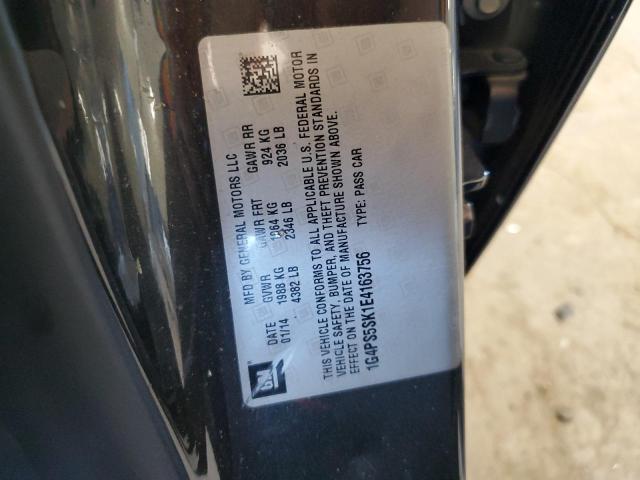 MFD BY GENERAL MOTORS LLC
DATE GVWR GAWR FRT GAWR RR
01/14 1988 KG 1064 KG 924 KG
4382 LB 2346 LB 2036 LB
GM
THIS VEHICLE CONFORMS TO ALL APPLICABLE U.S. FEDERAL MOTOR
VEHICLE SAFETY, BUMPER, AND THEFT PREVENTION STANDARDS IN
EFFECT ON THE DATE OF MANUFACTURE SHOWN ABOVE.
1G4PS5SK1E4163756 TYPE: PASS CAR